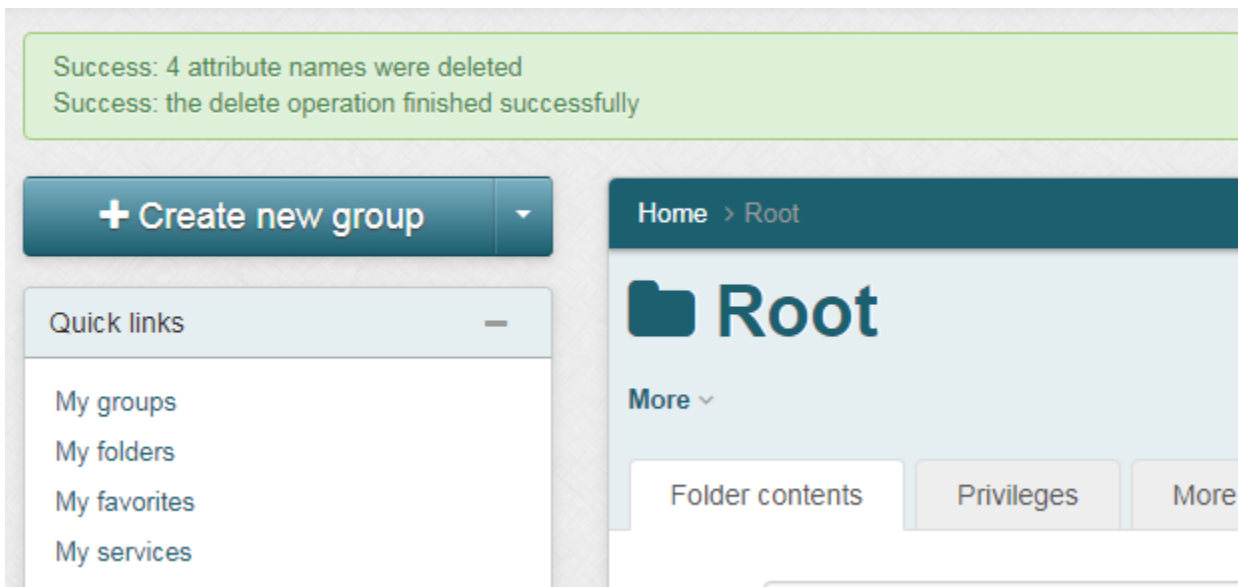 Success: 4 attribute names were deleted
Success: the delete operation finished successfully
+ Create new group
Home > Root
Quick links
Root
More
My groups
My folders
My favorites
My services
Folder contents
Privileges
More